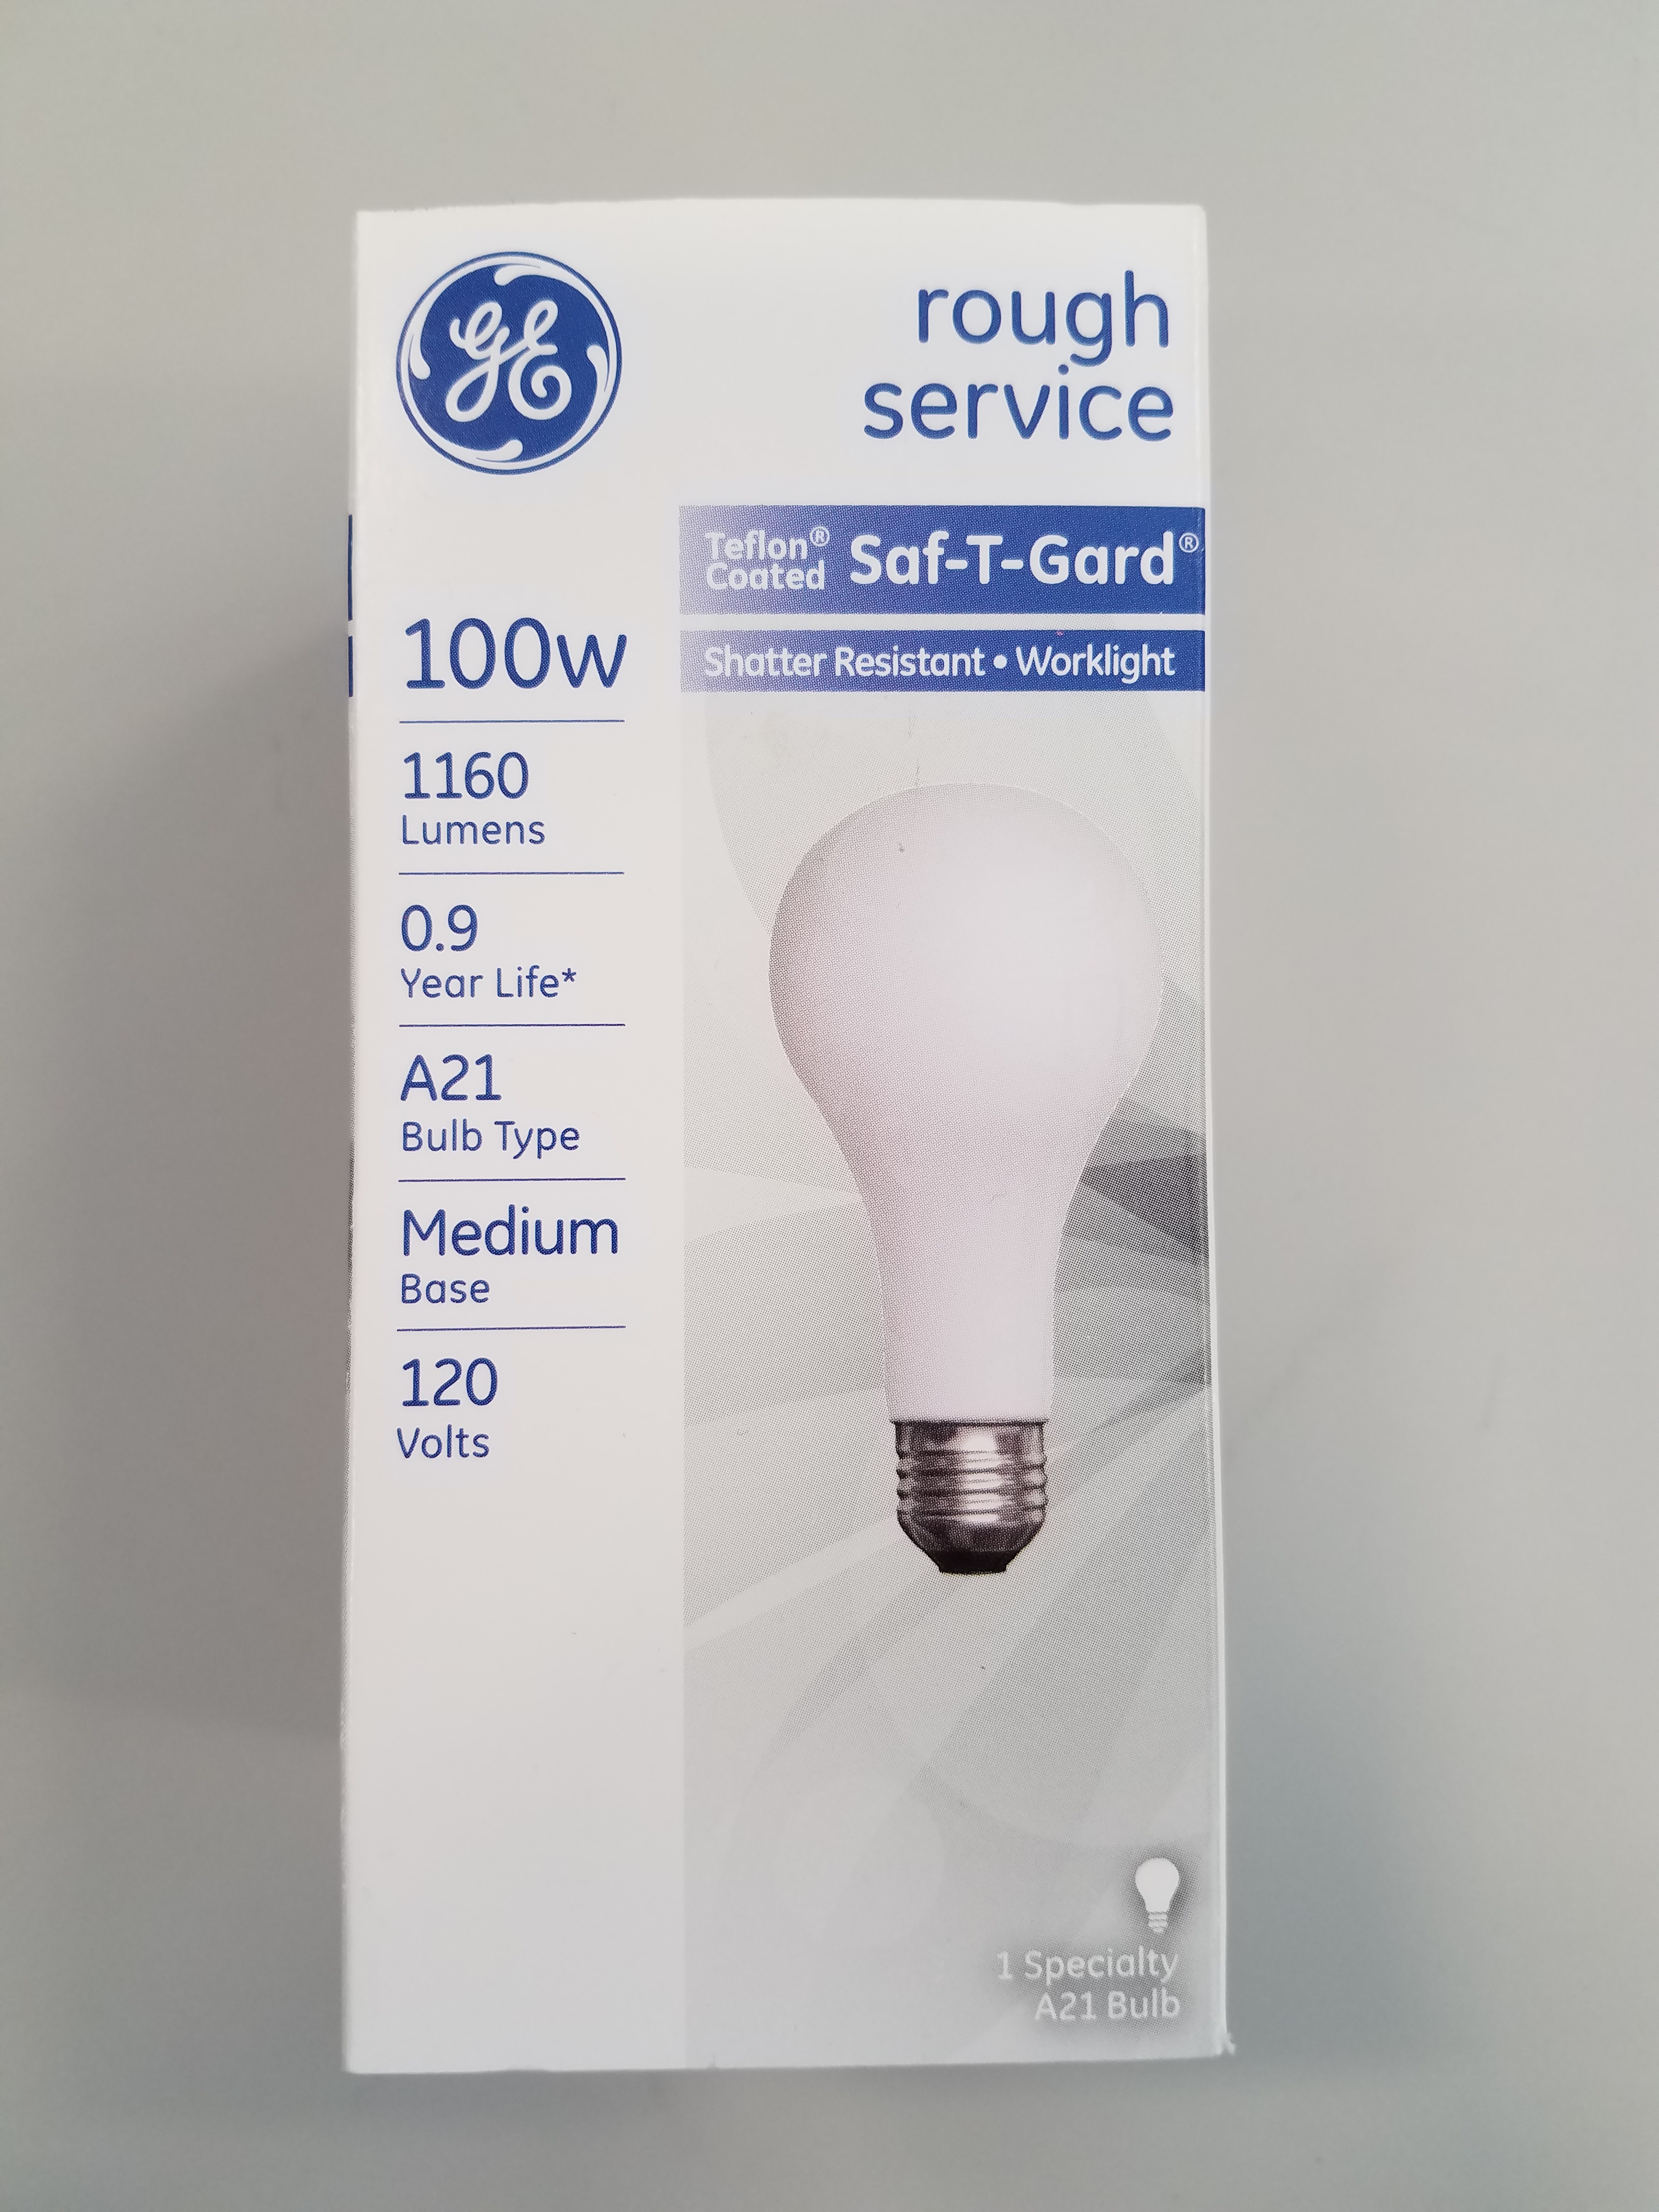 GE
rough
service
Teflon®
Coated
Saf-T-Gard®
Shatter Resistant • Worklight
100w
1160
Lumens
0.9
Year Life*
A21
Bulb Type
Medium
Base
120
Volts
1 Specialty
A21 Bulb